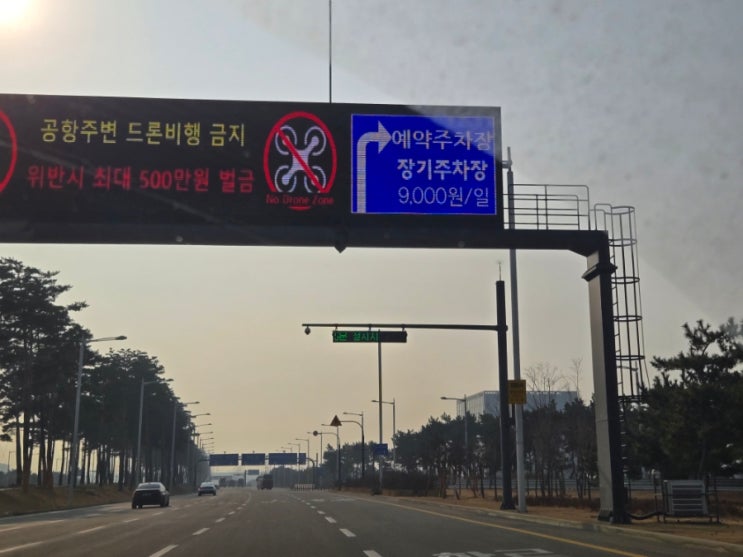 공항주변 드론비행 금지
위반시 최대 500만원 벌금
No Drone Zone
예약주차장
장기주차장
9,000원/일